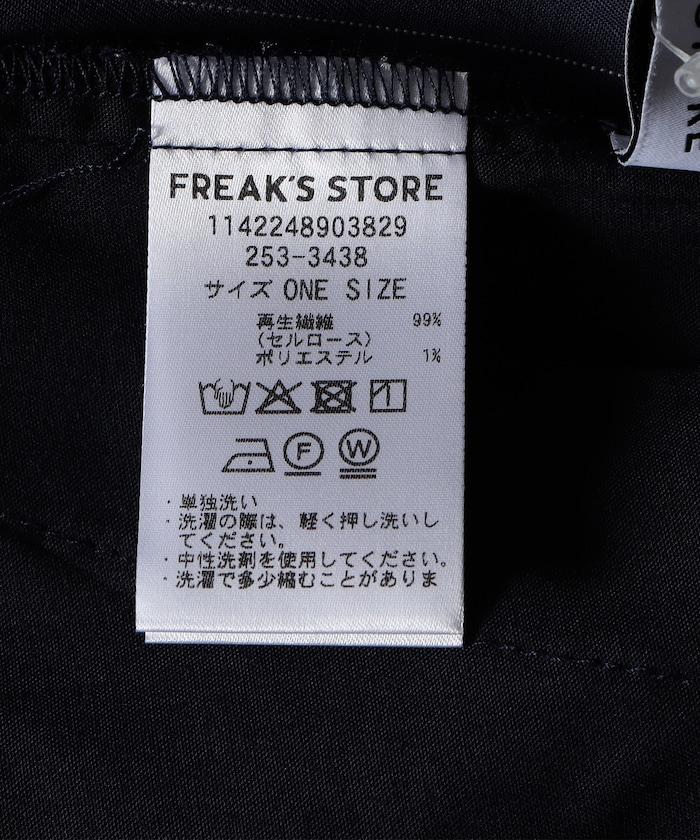 FREAK'S STORE
1142248903829
253-3438
サイズ ONE SIZE
再生繊維 99%
(セルロース)
ポリエステル 1%
F W
・単独洗い
・洗濯の際は、軽く押し洗いし
てください。
・中性洗剤を使用してください。
・洗濯で多少縮むことがありま